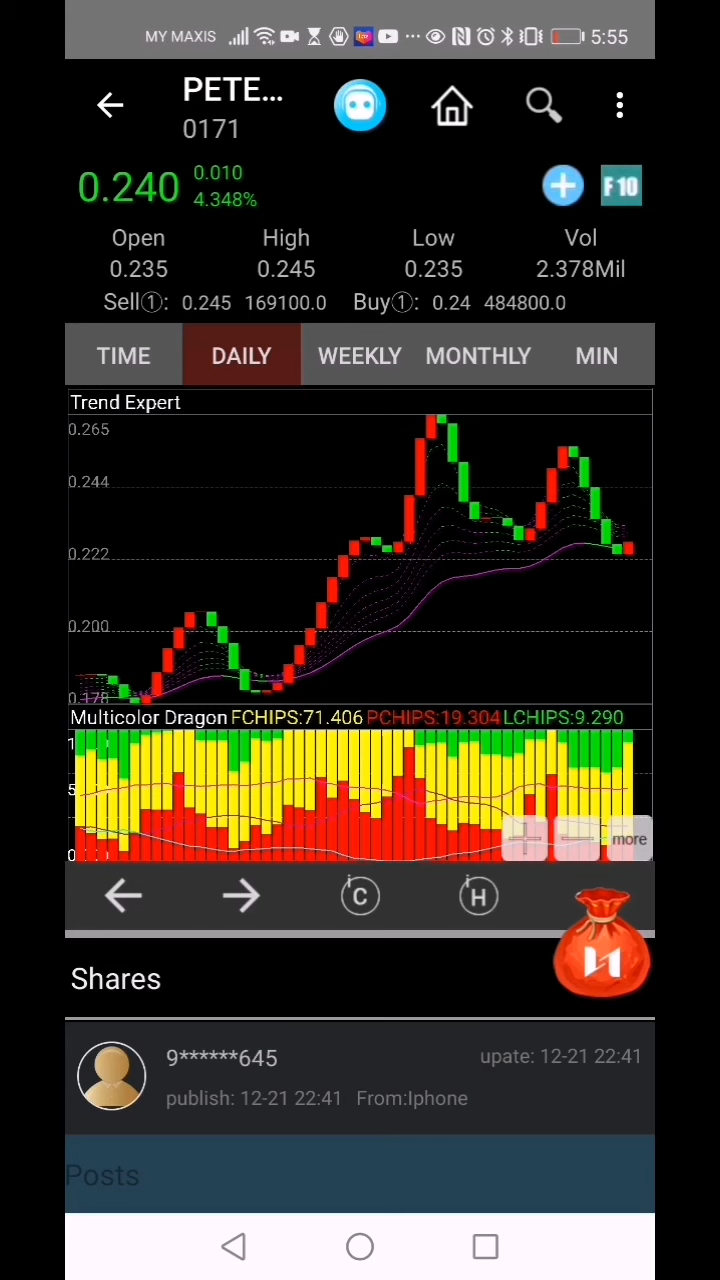 MY MAXIS 5:55
PETE...
0171
0.240 0.010
4.348%
F10
Open High Low Vol
0.235 0.245 0.235 2.378Mil
Sell①: 0.245 169100.0 Buy①: 0.24 484800.0
TIME DAILY WEEKLY MONTHLY MIN
Trend Expert
0.265
0.244
0.222
0.200
0.178
Multicolor Dragon FCHIPS:71.406 PCHIPS:19.304 LCHIPS:9.290
more
C H
Shares
9******645 upate: 12-21 22:41
publish: 12-21 22:41 From:Iphone
Posts